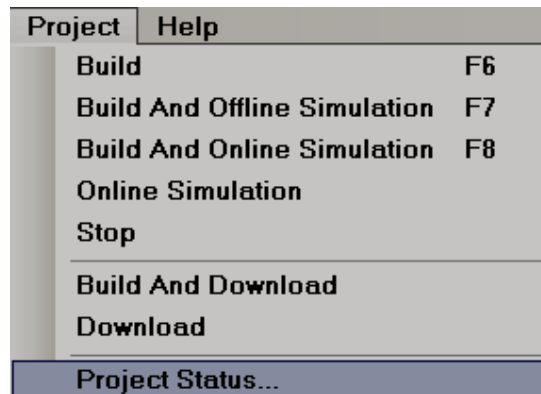 Project Help
Build F6
Build And Offline Simulation F7
Build And Online Simulation F8
Online Simulation
Stop
Build And Download
Download
Project Status...